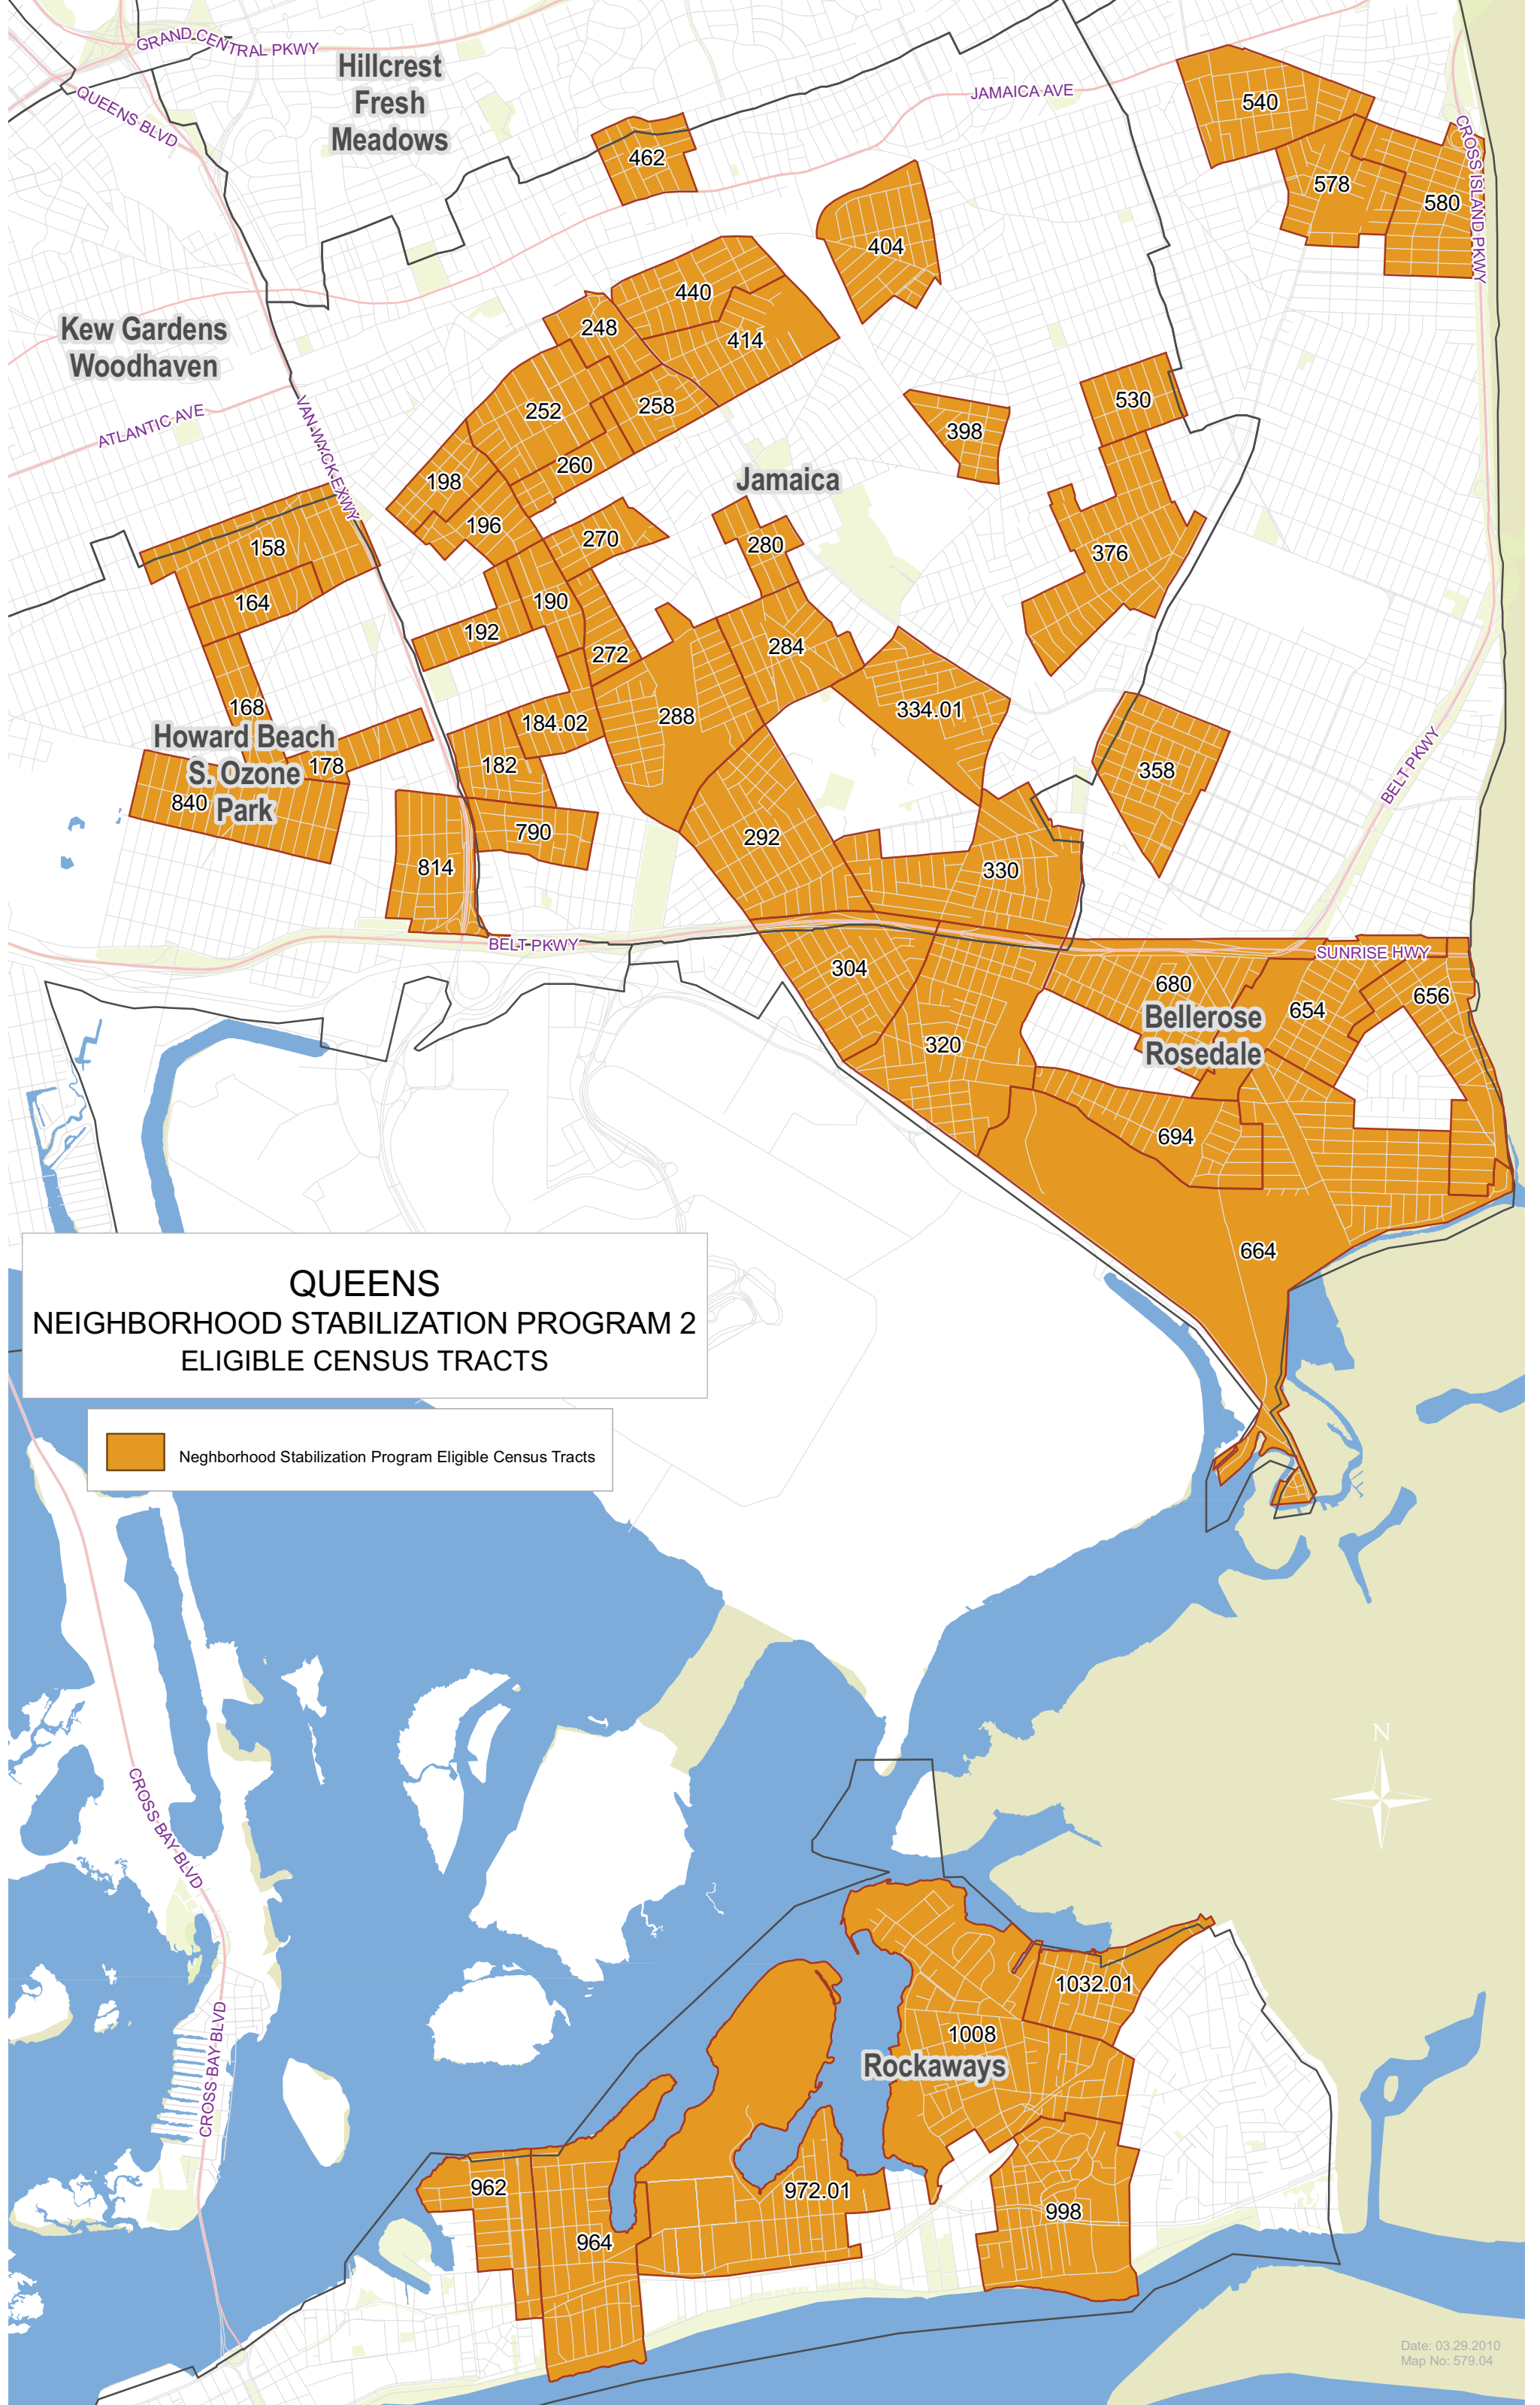 GRAND CENTRAL PKWY
QUEENS BLVD
Hillcrest
Fresh
Meadows
JAMAICA AVE
CROSS ISLAND PKWY
540
578
580
462
404
440
248
414
Kew Gardens
Woodhaven
ATLANTIC AVE
VAN WYCK EXWY
252
258
530
398
260
198
Jamaica
196
270
280
158
376
164
190
192
284
272
168
288
184.02
334.01
Howard Beach
S. Ozone
Park
178
182
358
840
BELT PKWY
790
292
814
330
BELT PKWY
SUNRISE HWY
304
680
654
656
Bellerose
Rosedale
320
694
664
QUEENS
NEIGHBORHOOD STABILIZATION PROGRAM 2
ELIGIBLE CENSUS TRACTS
Neghborhood Stabilization Program Eligible Census Tracts
N
CROSS BAY BLVD
CROSS BAY BLVD
1032.01
1008
Rockaways
962
972.01
998
964
Date: 03.29.2010
Map No: 579.04